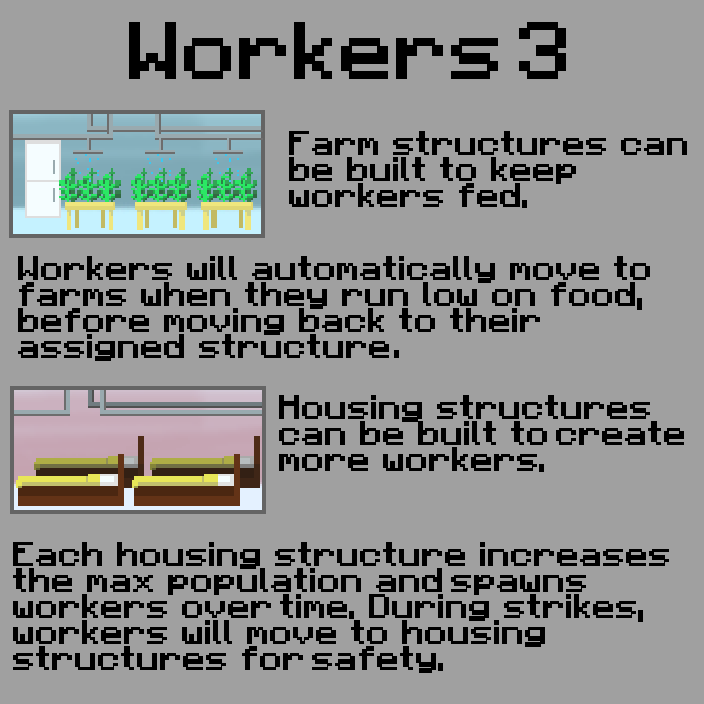 Workers 3
Farm structures can
be built to keep
workers fed.
Workers will automatically move to
farms when they run low on food,
before moving back to their
assigned structure.
Housing structures
can be built to create
more workers.
Each housing structure increases
the max population and spawns
workers over time. During strikes,
workers will move to housing
structures for safety.